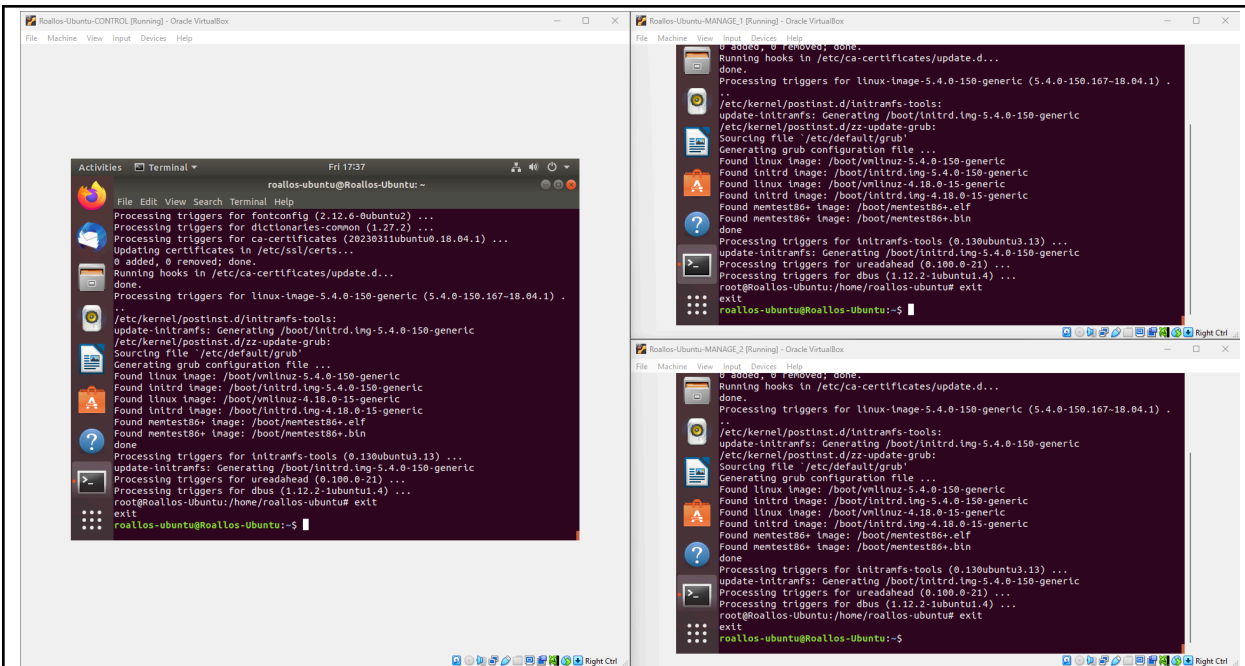 Roallos-Ubuntu-CONTROL [Running] - Oracle VirtualBox
File Machine View Input Devices Help
Activities Terminal Fri 17:37
roallos-ubuntu@Roallos-Ubuntu: ~
File Edit View Search Terminal Help
Processing triggers for fontconfig (2.12.6-0ubuntu2) ...
Processing triggers for dictionaries-common (1.27.2) ...
Processing triggers for ca-certificates (20230311ubuntu0.18.04.1) ...
Updating certificates in /etc/ssl/certs...
0 added, 0 removed; done.
Running hooks in /etc/ca-certificates/update.d...
done.
Processing triggers for linux-image-5.4.0-150-generic (5.4.0-150.167~18.04.1) .
..
/etc/kernel/postinst.d/initramfs-tools:
update-initramfs: Generating /boot/initrd.img-5.4.0-150-generic
/etc/kernel/postinst.d/zz-update-grub:
Sourcing file `/etc/default/grub'
Generating grub configuration file ...
Found linux image: /boot/vmlinuz-5.4.0-150-generic
Found initrd image: /boot/initrd.img-5.4.0-150-generic
Found linux image: /boot/vmlinuz-4.18.0-15-generic
Found initrd image: /boot/initrd.img-4.18.0-15-generic
Found memtest86+ image: /boot/memtest86+.elf
Found memtest86+ image: /boot/memtest86+.bin
done
Processing triggers for initramfs-tools (0.130ubuntu3.13) ...
update-initramfs: Generating /boot/initrd.img-5.4.0-150-generic
Processing triggers for ureadahead (0.100.0-21) ...
Processing triggers for dbus (1.12.2-1ubuntu1.4) ...
root@Roallos-Ubuntu:/home/roallos-ubuntu# exit
exit
roallos-ubuntu@Roallos-Ubuntu:~$
Right Ctrl
Roallos-Ubuntu-MANAGE_1 [Running] - Oracle VirtualBox
File Machine View Input Devices Help
0 added, 0 removed; done.
Running hooks in /etc/ca-certificates/update.d...
done.
Processing triggers for linux-image-5.4.0-150-generic (5.4.0-150.167~18.04.1) .
..
/etc/kernel/postinst.d/initramfs-tools:
update-initramfs: Generating /boot/initrd.img-5.4.0-150-generic
/etc/kernel/postinst.d/zz-update-grub:
Sourcing file `/etc/default/grub'
Generating grub configuration file ...
Found linux image: /boot/vmlinuz-5.4.0-150-generic
Found initrd image: /boot/initrd.img-5.4.0-150-generic
Found linux image: /boot/vmlinuz-4.18.0-15-generic
Found initrd image: /boot/initrd.img-4.18.0-15-generic
Found memtest86+ image: /boot/memtest86+.elf
Found memtest86+ image: /boot/memtest86+.bin
done
Processing triggers for initramfs-tools (0.130ubuntu3.13) ...
update-initramfs: Generating /boot/initrd.img-5.4.0-150-generic
Processing triggers for ureadahead (0.100.0-21) ...
Processing triggers for dbus (1.12.2-1ubuntu1.4) ...
root@Roallos-Ubuntu:/home/roallos-ubuntu# exit
exit
roallos-ubuntu@Roallos-Ubuntu:~$
Right Ctrl
Roallos-Ubuntu-MANAGE_2 [Running] - Oracle VirtualBox
File Machine View Input Devices Help
0 added, 0 removed; done.
Running hooks in /etc/ca-certificates/update.d...
done.
Processing triggers for linux-image-5.4.0-150-generic (5.4.0-150.167~18.04.1) .
..
/etc/kernel/postinst.d/initramfs-tools:
update-initramfs: Generating /boot/initrd.img-5.4.0-150-generic
/etc/kernel/postinst.d/zz-update-grub:
Sourcing file `/etc/default/grub'
Generating grub configuration file ...
Found linux image: /boot/vmlinuz-5.4.0-150-generic
Found initrd image: /boot/initrd.img-5.4.0-150-generic
Found linux image: /boot/vmlinuz-4.18.0-15-generic
Found initrd image: /boot/initrd.img-4.18.0-15-generic
Found memtest86+ image: /boot/memtest86+.elf
Found memtest86+ image: /boot/memtest86+.bin
done
Processing triggers for initramfs-tools (0.130ubuntu3.13) ...
update-initramfs: Generating /boot/initrd.img-5.4.0-150-generic
Processing triggers for ureadahead (0.100.0-21) ...
Processing triggers for dbus (1.12.2-1ubuntu1.4) ...
root@Roallos-Ubuntu:/home/roallos-ubuntu# exit
exit
roallos-ubuntu@Roallos-Ubuntu:~$
Right Ctrl